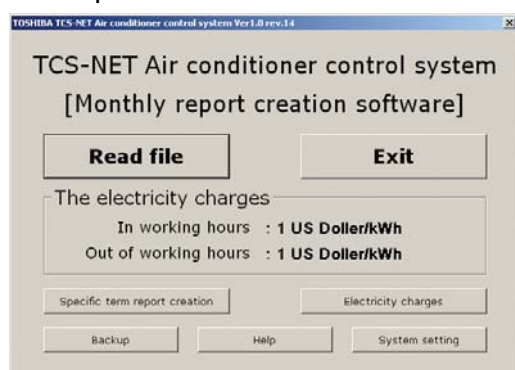 TOSHIBA TCS-NET Air conditioner control system Ver1.0 rev.14
TCS-NET Air conditioner control system
[Monthly report creation software]
Read file
Exit
The electricity charges
In working hours : 1 US Doller/kWh
Out of working hours : 1 US Doller/kWh
Specific term report creation
Electricity charges
Backup
Help
System setting